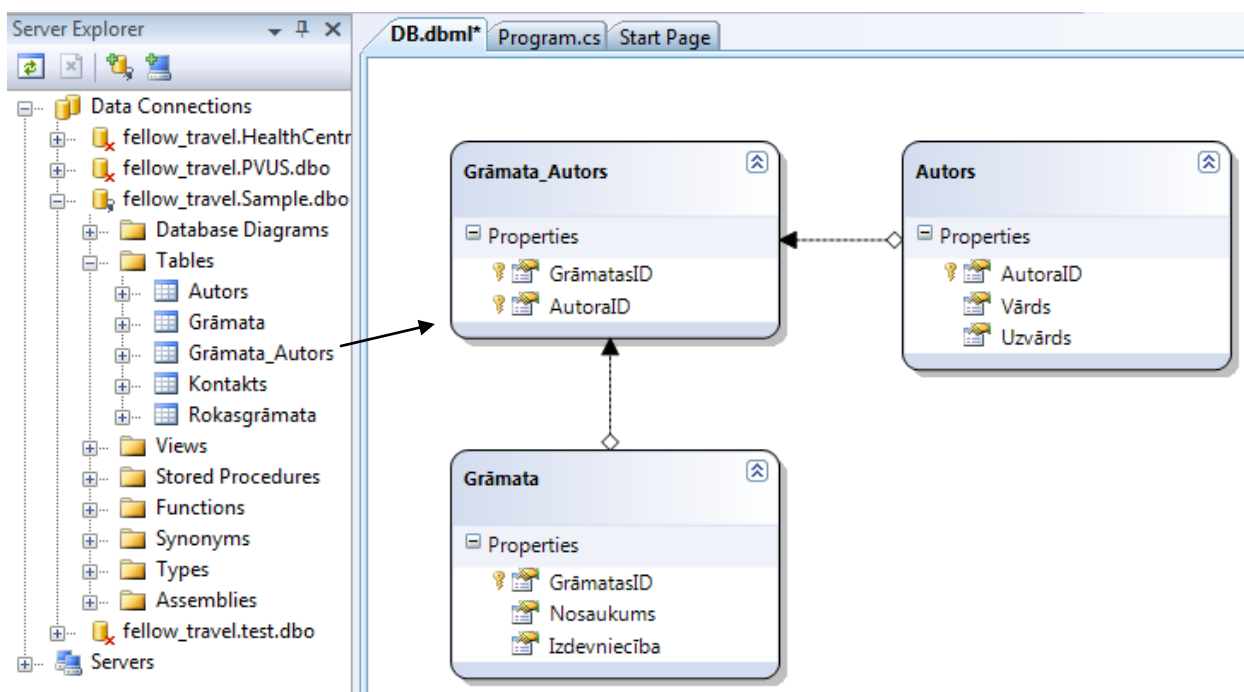 Server Explorer
DB.dbml* Program.cs Start Page
Data Connections
fellow_travel.HealthCentr
fellow_travel.PVUS.dbo
fellow_travel.Sample.dbo
Database Diagrams
Tables
Autors
Grāmata
Grāmata_Autors
Kontakts
Rokasgrāmata
Views
Stored Procedures
Functions
Synonyms
Types
Assemblies
fellow_travel.test.dbo
Servers
Grāmata_Autors
Properties
GrāmatasID
AutoraID
Autors
Properties
AutoraID
Vārds
Uzvārds
Grāmata
Properties
GrāmatasID
Nosaukums
Izdevniecība